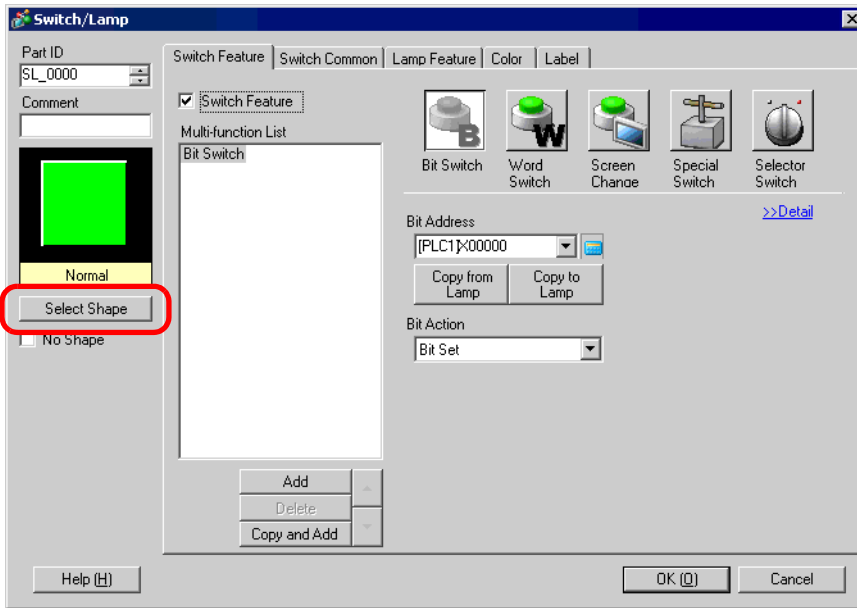 Switch/Lamp
Part ID
SL_0000
Comment
Normal
Select Shape
No Shape
Switch Feature
Switch Common
Lamp Feature
Color
Label
Switch Feature
Multi-function List
Bit Switch
Add
Delete
Copy and Add
B
W
Bit Switch
Word
Switch
Screen
Change
Special
Switch
Selector
Switch
>>Detail
Bit Address
[PLC1]X00000
Copy from
Lamp
Copy to
Lamp
Bit Action
Bit Set
Help (H)
OK (O)
Cancel